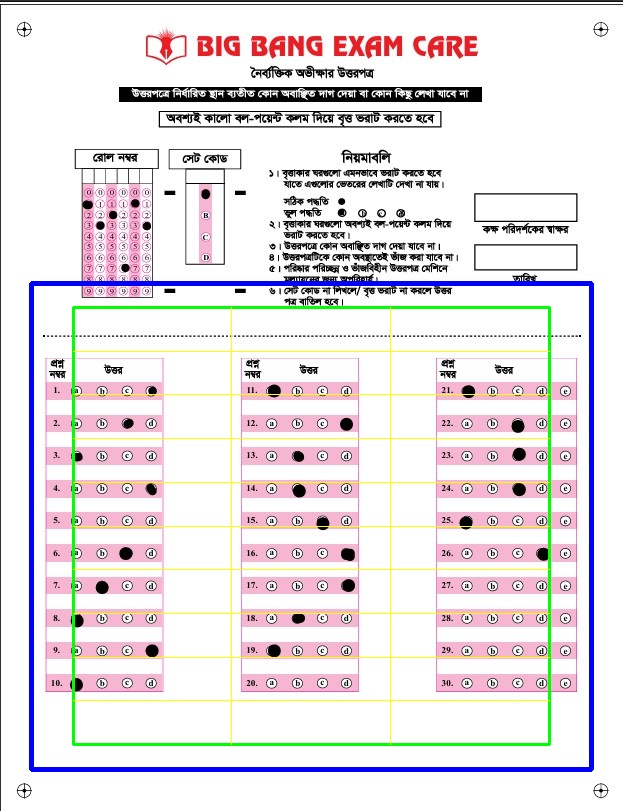 BIG BANG EXAM CARE
নৈর্ব্যক্তিক অভীক্ষার উত্তরপত্র
উত্তরপত্রে নির্ধারিত স্থান ব্যতীত কোন অবাঞ্ছিত দাগ দেয়া বা কোন কিছু লেখা যাবে না
অবশ্যই কালো বল-পয়েন্ট কলম দিয়ে বৃত্ত ভরাট করতে হবে
রোল নম্বর
সেট কোড
B
C
D
নিয়মাবলি
১। বৃত্তাকার ঘরগুলো এমনভাবে ভরাট করতে হবে
যাতে এগুলোর ভেতরের লেখাটি দেখা না যায়।
সঠিক পদ্ধতি
ভুল পদ্ধতি
২। বৃত্তাকার ঘরগুলো অবশ্যই বল-পয়েন্ট কলম দিয়ে
ভরাট করতে হবে।
৩। উত্তরপত্রে কোন অবাঞ্ছিত দাগ দেয়া যাবে না।
৪। উত্তরপত্রটিকে কোন অবস্থাতেই ভাঁজ করা যাবে না।
৫। পরিষ্কার পরিচ্ছন্ন ও ভাঁজবিহীন উত্তরপত্র মেশিনে
মূল্যায়নের জন্য অপরিহার্য।
৬। সেট কোড না লিখলে/ বৃত্ত ভরাট না করলে উত্তর
পত্র বাতিল হবে।
কক্ষ পরিদর্শকের স্বাক্ষর
তারিখ
প্রশ্ন নম্বর উত্তর
1. a b c
2. a b d
3. b c d
4. a b c
5. a b c d
6. a b d
7. a c d
8. b c d
9. a b c
10. b c d
প্রশ্ন নম্বর উত্তর
11. b c d
12. a b c
13. a c d
14. a c d
15. a b d
16. a b c
17. a b c
18. a c d
19. b c d
20. a b c d
প্রশ্ন নম্বর উত্তর
21. b c d e
22. a b d e
23. a b d e
24. a b d e
25. b c d e
26. a b c e
27. a b c d e
28. a b c d e
29. a b c d e
30. a b c d e